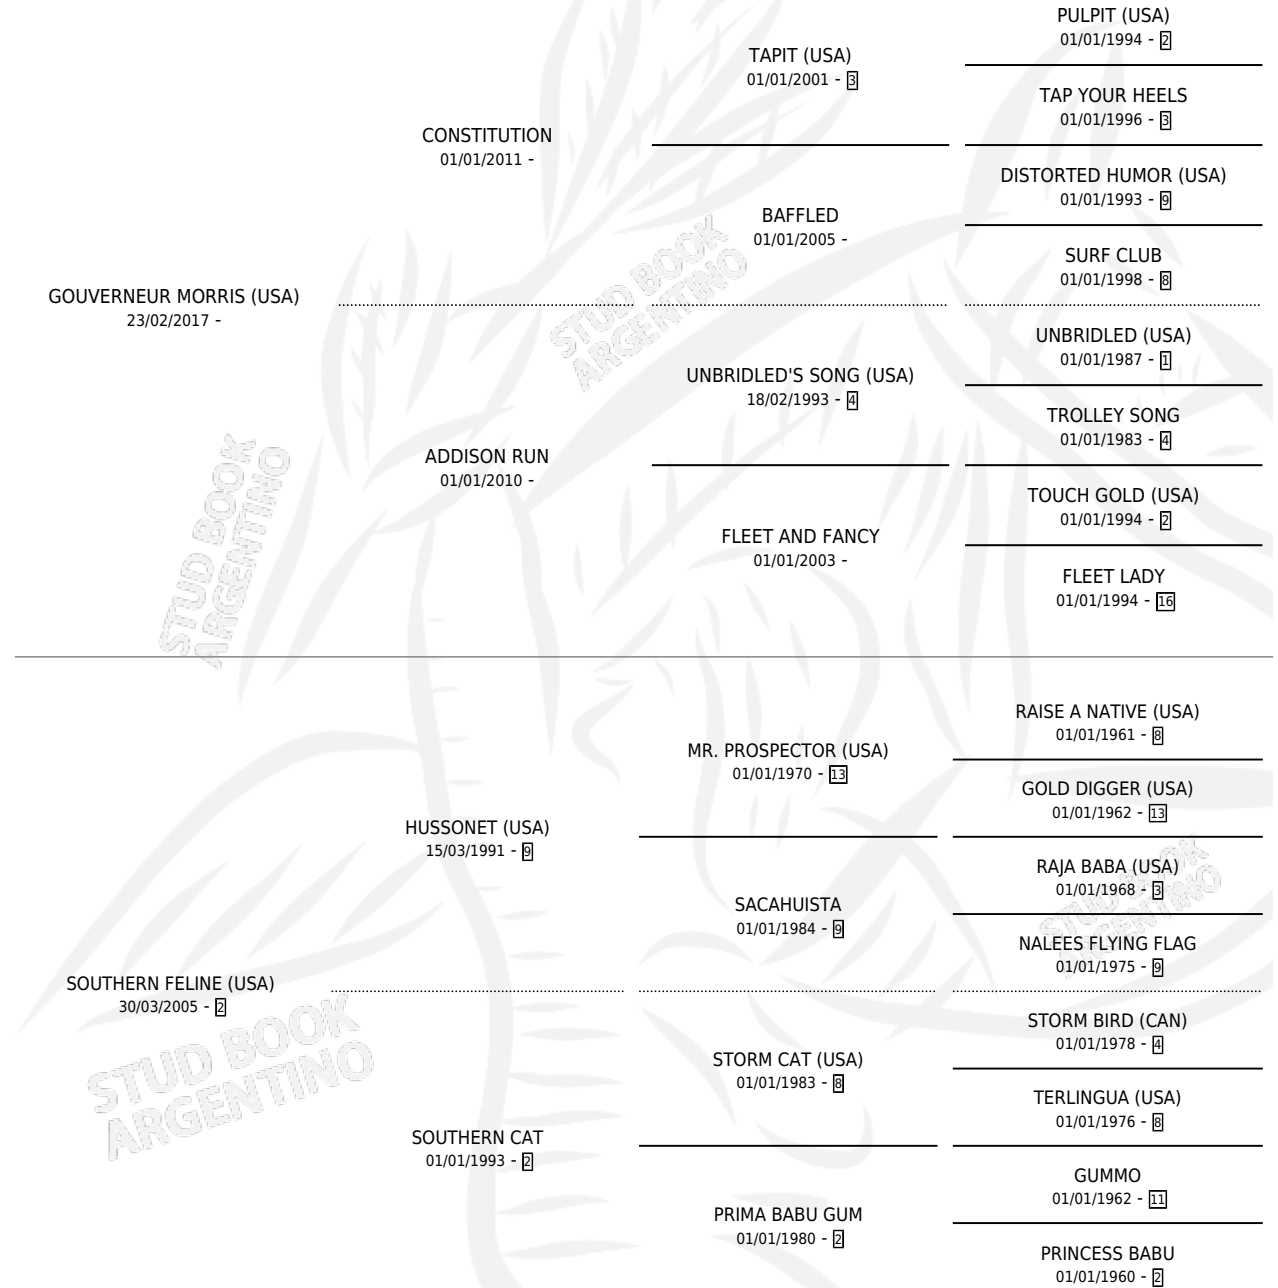 PULPIT (USA)
01/01/1994 - 2
TAPIT (USA)
01/01/2001 - 3
TAP YOUR HEELS
01/01/1996 - 3
CONSTITUTION
01/01/2011 -
DISTORTED HUMOR (USA)
01/01/1993 - 9
BAFFLED
01/01/2005 -
SURF CLUB
01/01/1998 - 8
GOUVERNEUR MORRIS (USA)
23/02/2017 -
UNBRIDLED (USA)
01/01/1987 - 1
UNBRIDLED'S SONG (USA)
18/02/1993 - 4
TROLLEY SONG
01/01/1983 - 4
ADDISON RUN
01/01/2010 -
TOUCH GOLD (USA)
01/01/1994 - 2
FLEET AND FANCY
01/01/2003 -
FLEET LADY
01/01/1994 - 16
RAISE A NATIVE (USA)
01/01/1961 - 8
MR. PROSPECTOR (USA)
01/01/1970 - 13
GOLD DIGGER (USA)
01/01/1962 - 13
HUSSONET (USA)
15/03/1991 - 9
RAJA BABA (USA)
01/01/1968 - 3
SACAHUISTA
01/01/1984 - 9
NALEES FLYING FLAG
01/01/1975 - 9
SOUTHERN FELINE (USA)
30/03/2005 - 2
STORM BIRD (CAN)
01/01/1978 - 4
STORM CAT (USA)
01/01/1983 - 8
TERLINGUA (USA)
01/01/1976 - 8
SOUTHERN CAT
01/01/1993 - 2
GUMMO
01/01/1962 - 11
PRIMA BABU GUM
01/01/1980 - 2
PRINCESS BABU
01/01/1960 - 2
STUD BOOK
ARGENTINO
STUD BOOK
ARGENTINO
STUD BOOK
ARGENTINO
STUD BOOK
ARGENTINO